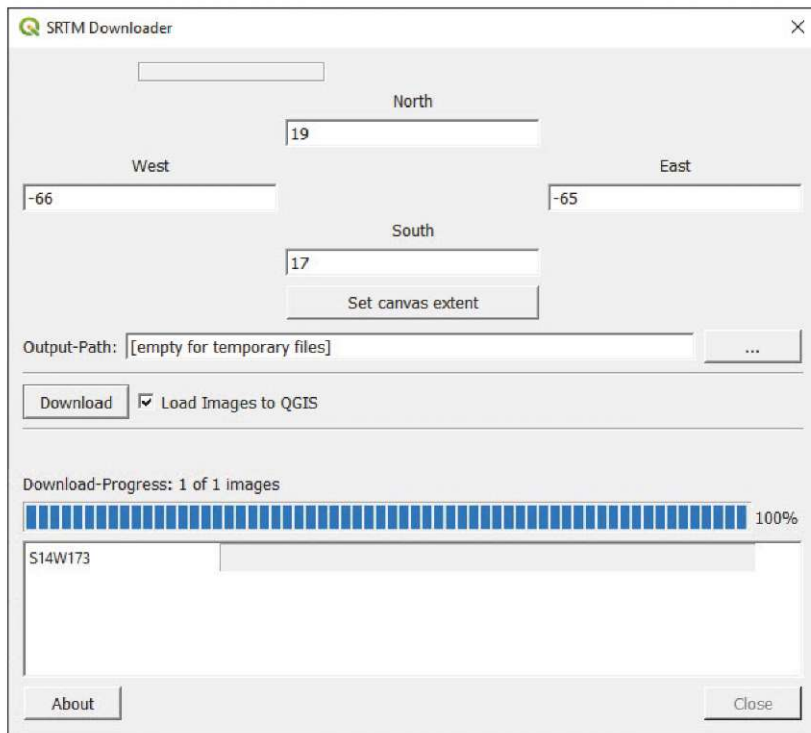 SRTM Downloader
North
19
West
East
-66
-65
South
17
Set canvas extent
Output-Path: [empty for temporary files] ...
Download Load Images to QGIS
Download-Progress: 1 of 1 images
100%
S14W173
About
Close